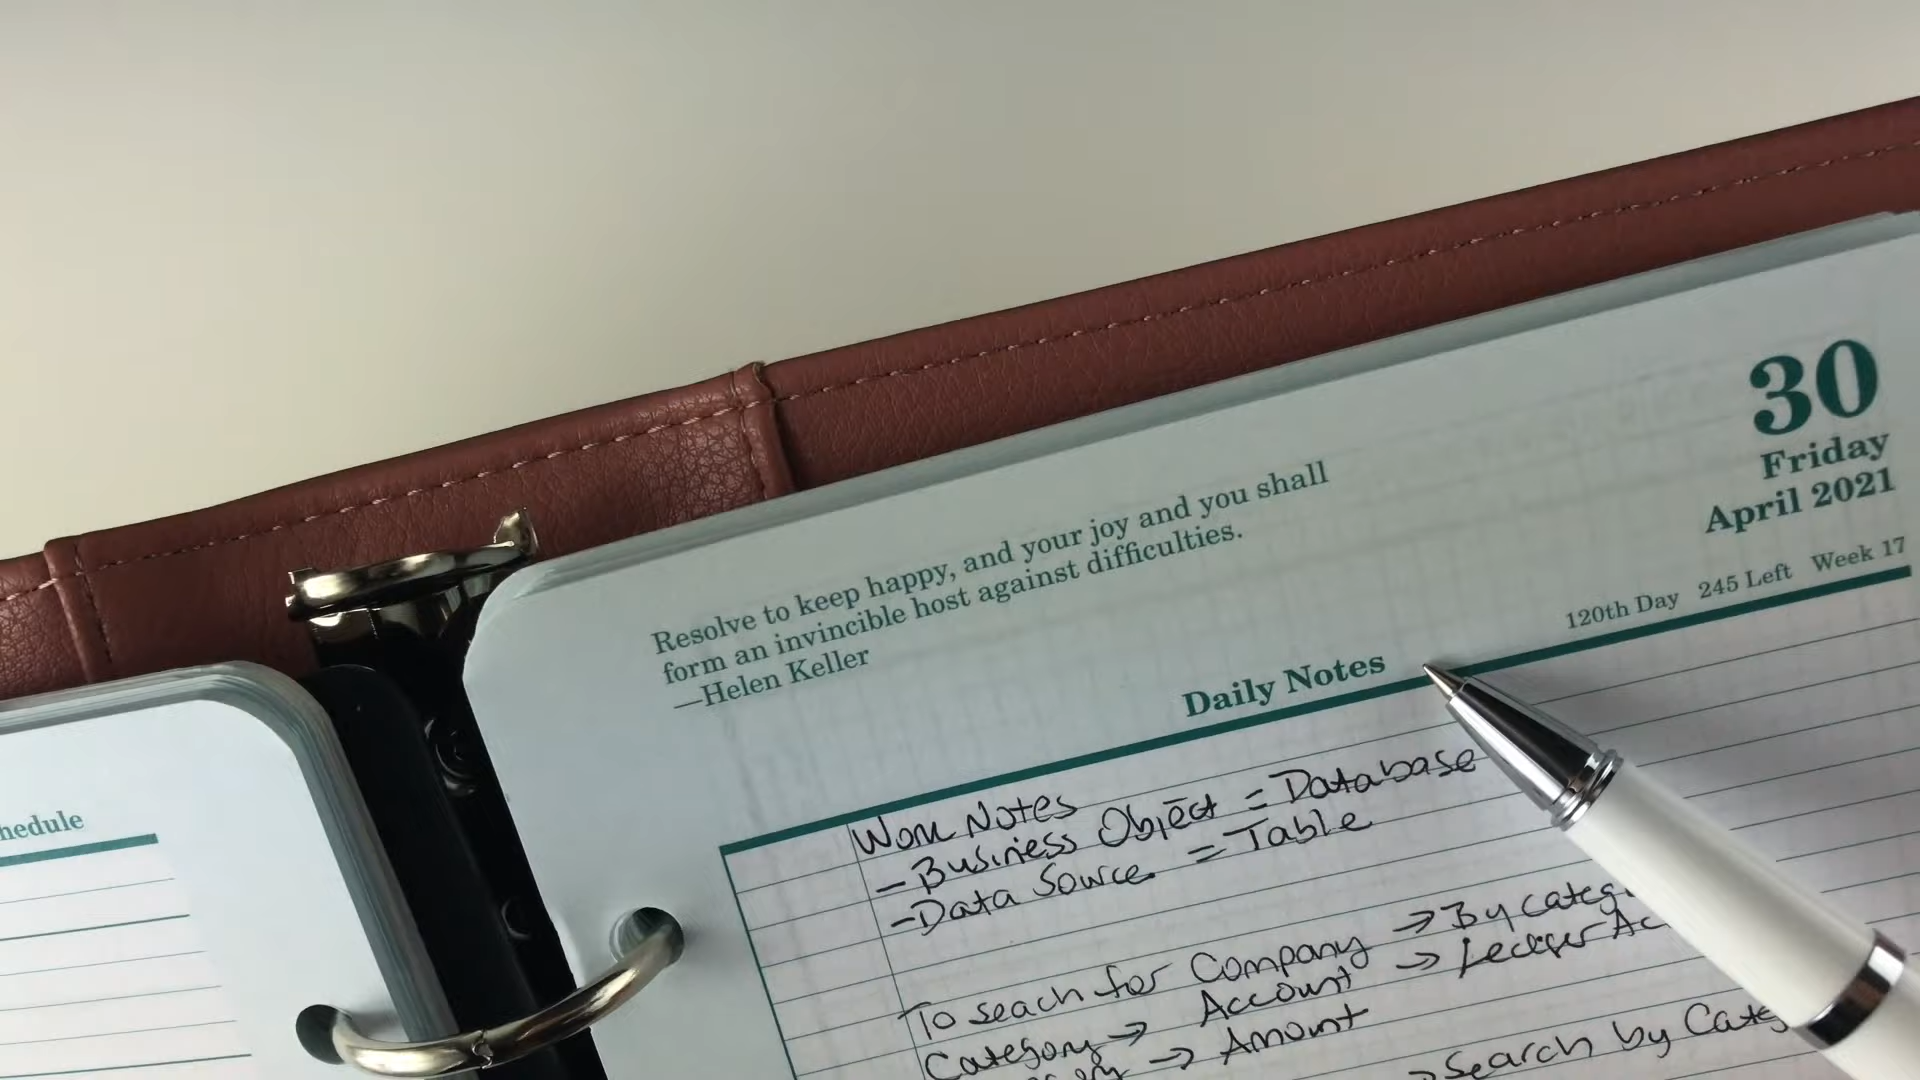 30
Friday
April 2021
120th Day 245 Left Week 17
Resolve to keep happy, and your joy and you shall
form an invincible host against difficulties.
—Helen Keller
Daily Notes
hedule
Work Notes
- Business Object = Database
- Data Source = Table
To seach for Company → By categ
Category → Account → Ledger Ac
→ Amount
→ Search by Categ